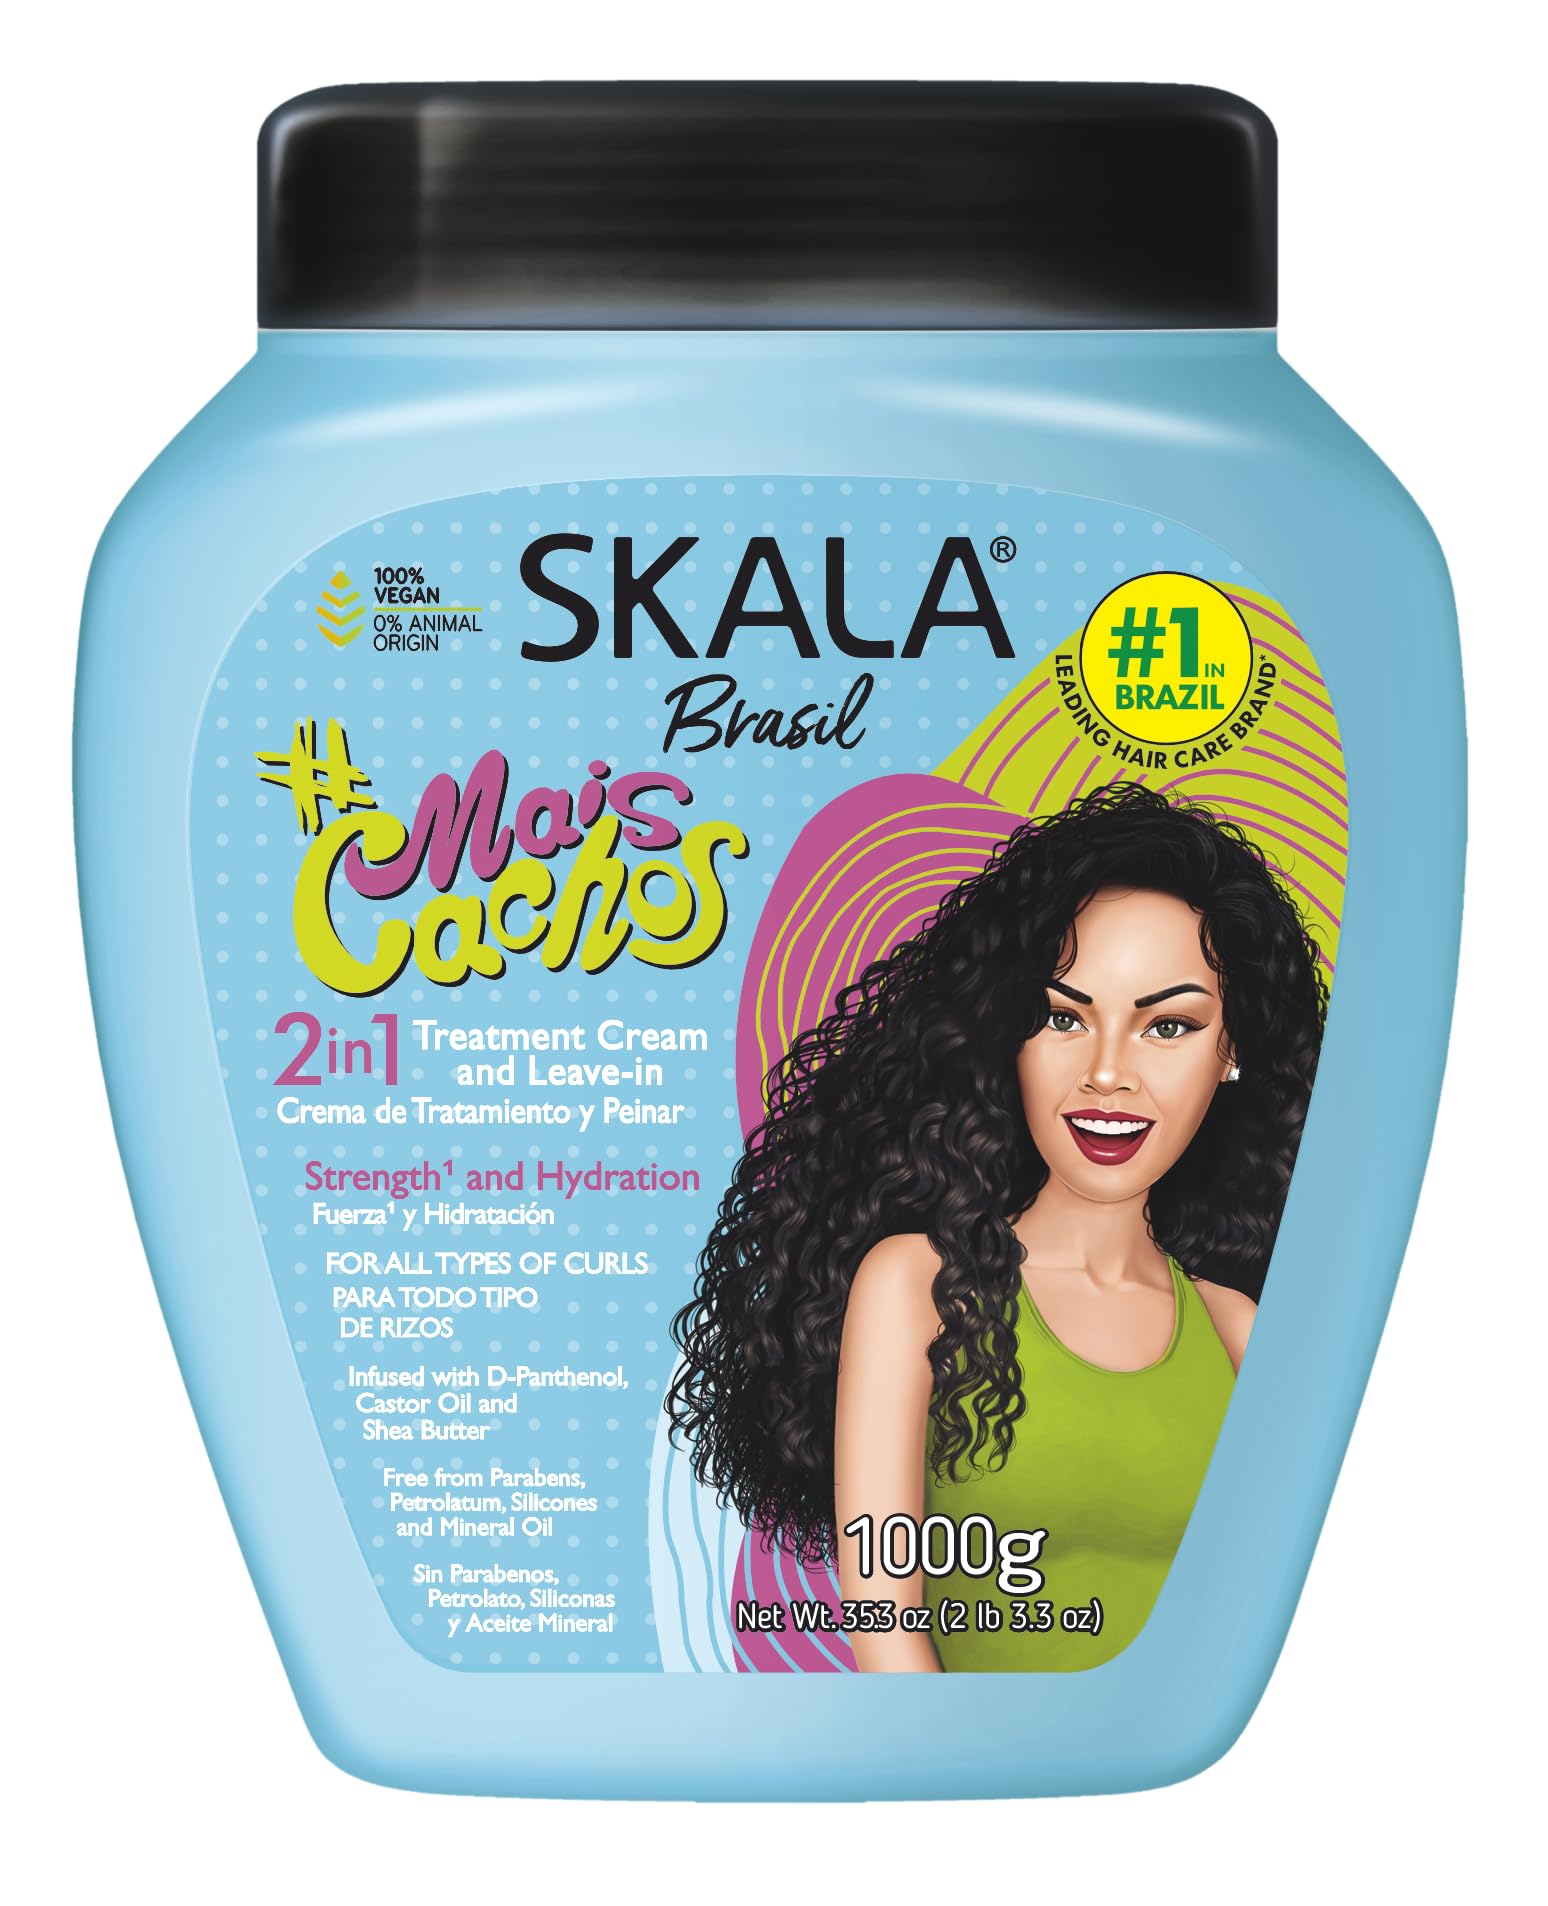 100%
VEGAN
0% ANIMAL
ORIGIN
SKALA®
Brasil
#1 IN
BRAZIL
LEADING HAIR CARE BRAND*
#Mais
Cachos
2in1 Treatment Cream
and Leave-in
Crema de Tratamiento y Peinar
Strength¹ and Hydration
Fuerza¹ y Hidratación
FOR ALL TYPES OF CURLS
PARA TODO TIPO
DE RIZOS
Infused with D-Panthenol,
Castor Oil and
Shea Butter
Free from Parabens,
Petrolatum, Silicones
and Mineral Oil
Sin Parabenos,
Petrolato, Siliconas
y Aceite Mineral
1000g
Net Wt. 35.3 oz (2 lb 3.3 oz)